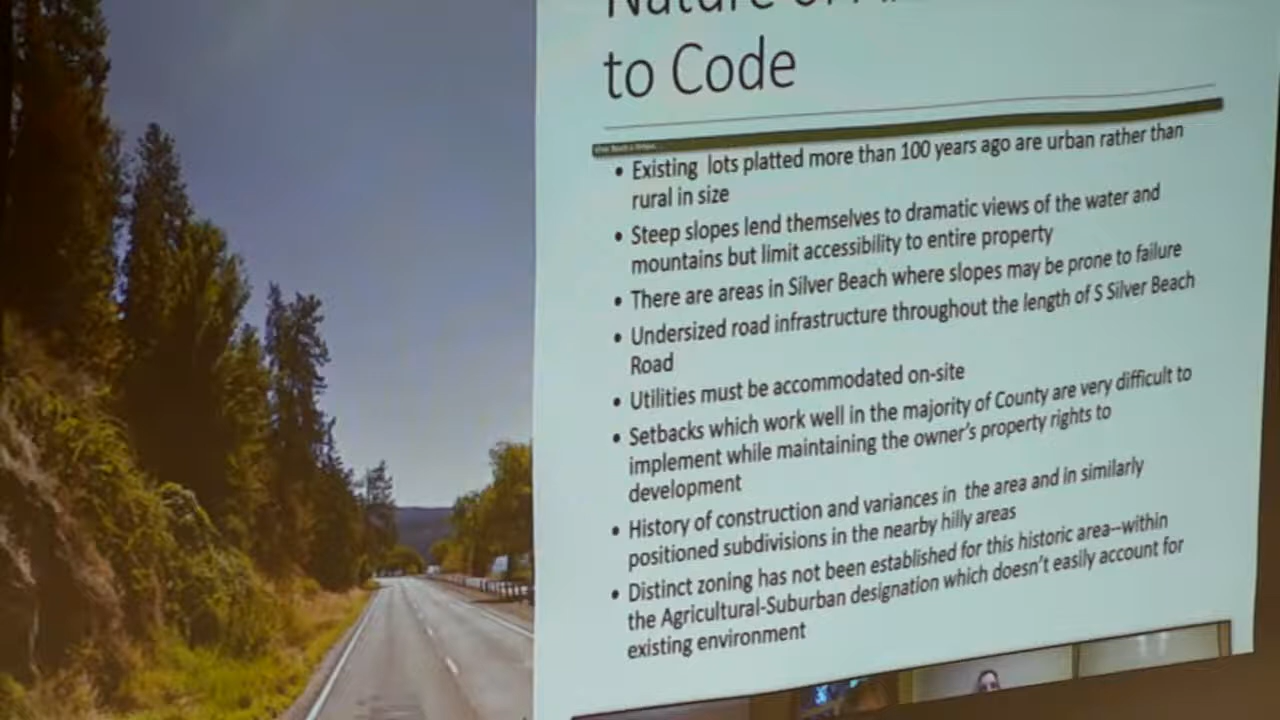 Nature of
to Code
• Existing lots platted more than 100 years ago are urban rather than
rural in size
• Steep slopes lend themselves to dramatic views of the water and
mountains but limit accessibility to entire property
• There are areas in Silver Beach where slopes may be prone to failure
• Undersized road infrastructure throughout the length of S Silver Beach
Road
• Utilities must be accommodated on-site
• Setbacks which work well in the majority of County are very difficult to
implement while maintaining the owner's property rights to
development
• History of construction and variances in the area and in similarly
positioned subdivisions in the nearby hilly areas
• Distinct zoning has not been established for this historic area--within
the Agricultural-Suburban designation which doesn't easily account for
existing environment